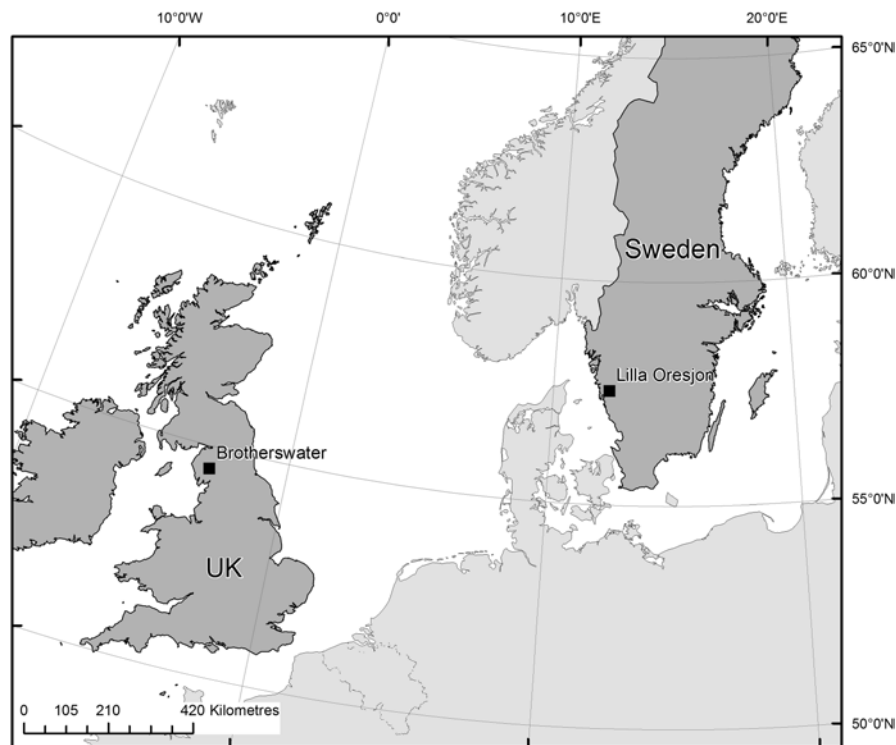 10°0'W 0°0' 10°0'E 20°0'E
65°0'N
Sweden
60°0'N
Lilla Oresjon
Brotherswater
55°0'N
UK
0 105 210 420 Kilometres
50°0'N